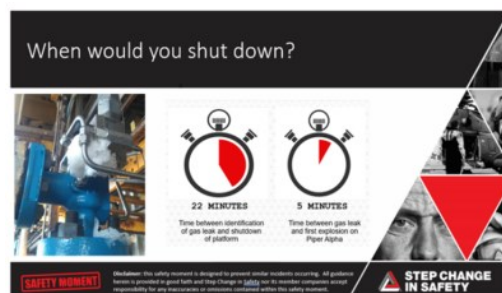 When would you shut down?
22 MINUTES
Time between identification
of gas leak and shutdown
of platform
5 MINUTES
Time between gas leak
and first explosion on
Piper Alpha
SAFETY MOMENT
Disclaimer: this safety moment is designed to prevent similar incidents occurring. All guidance
herein is provided in good faith and Step Change in Safety nor its member companies accept
responsibility for any inaccuracies or omissions contained within this safety moment.
STEP CHANGE
IN SAFETY